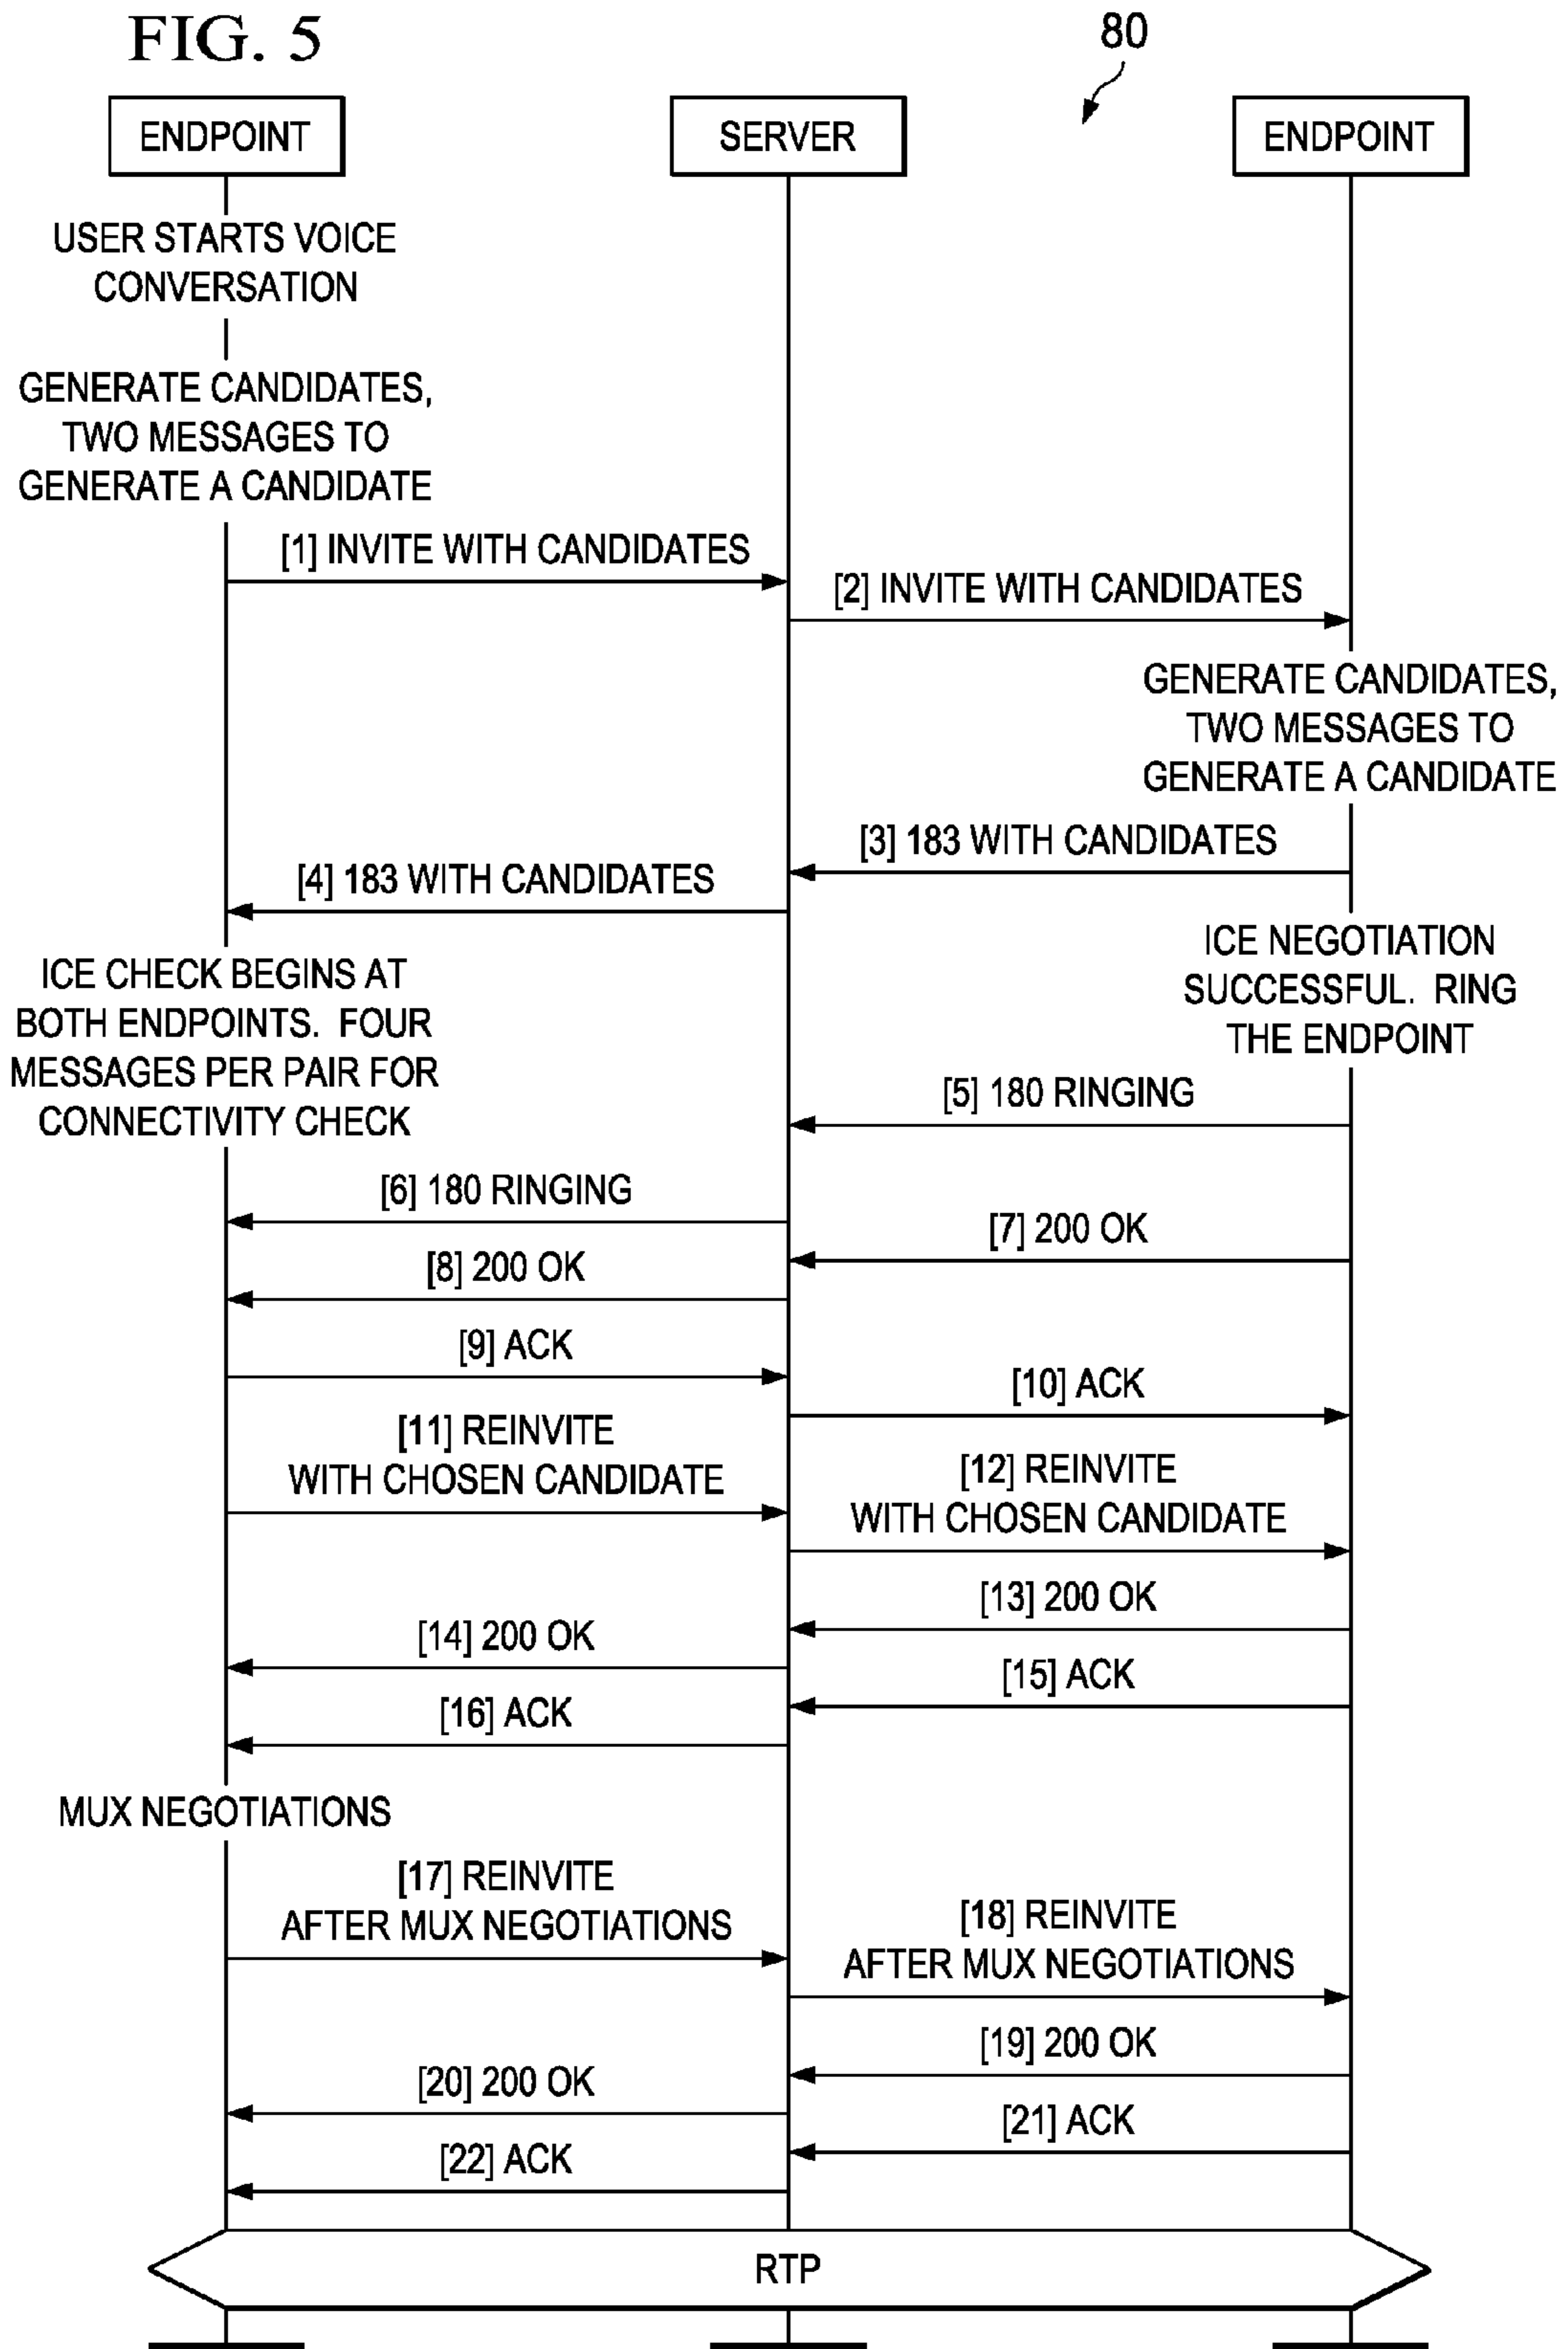 FIG. 5
80
ENDPOINT
SERVER
ENDPOINT
USER STARTS VOICE
CONVERSATION
GENERATE CANDIDATES,
TWO MESSAGES TO
GENERATE A CANDIDATE
[1] INVITE WITH CANDIDATES
[2] INVITE WITH CANDIDATES
GENERATE CANDIDATES,
TWO MESSAGES TO
GENERATE A CANDIDATE
[3] 183 WITH CANDIDATES
[4] 183 WITH CANDIDATES
ICE NEGOTIATION
SUCCESSFUL. RING
THE ENDPOINT
ICE CHECK BEGINS AT
BOTH ENDPOINTS. FOUR
MESSAGES PER PAIR FOR
CONNECTIVITY CHECK
[5] 180 RINGING
[6] 180 RINGING
[7] 200 OK
[8] 200 OK
[9] ACK
[10] ACK
[11] REINVITE
WITH CHOSEN CANDIDATE
[12] REINVITE
WITH CHOSEN CANDIDATE
[13] 200 OK
[14] 200 OK
[15] ACK
[16] ACK
MUX NEGOTIATIONS
[17] REINVITE
AFTER MUX NEGOTIATIONS
[18] REINVITE
AFTER MUX NEGOTIATIONS
[19] 200 OK
[20] 200 OK
[21] ACK
[22] ACK
RTP